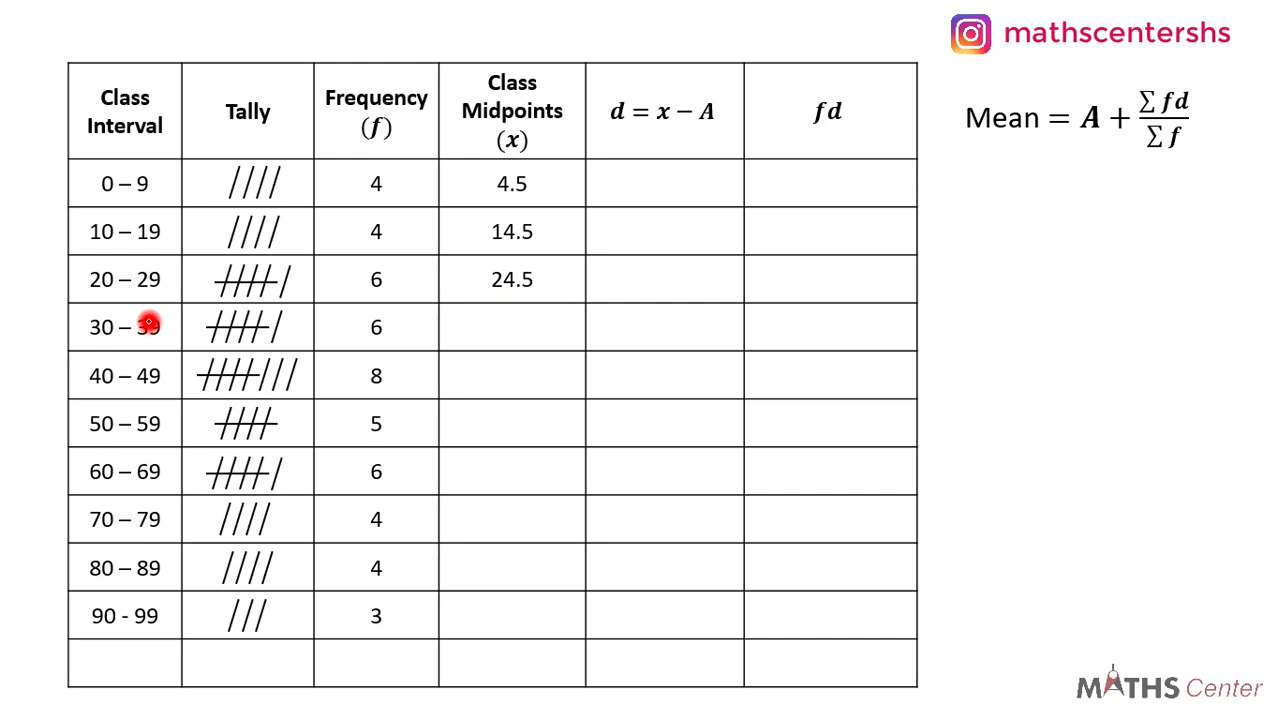 mathscentershs
Class Interval | Tally | Frequency (f) | Class Midpoints (x) | d = x − A | fd
0 – 9 | //// | 4 | 4.5
10 – 19 | //// | 4 | 14.5
20 – 29 | 6 | 24.5
30 – 39 | 6
40 – 49 | 8
50 – 59 | 5
60 – 69 | 6
70 – 79 | //// | 4
80 – 89 | //// | 4
90 - 99 | /// | 3
Mean = A + ∑ fd / ∑ f
MATHS Center